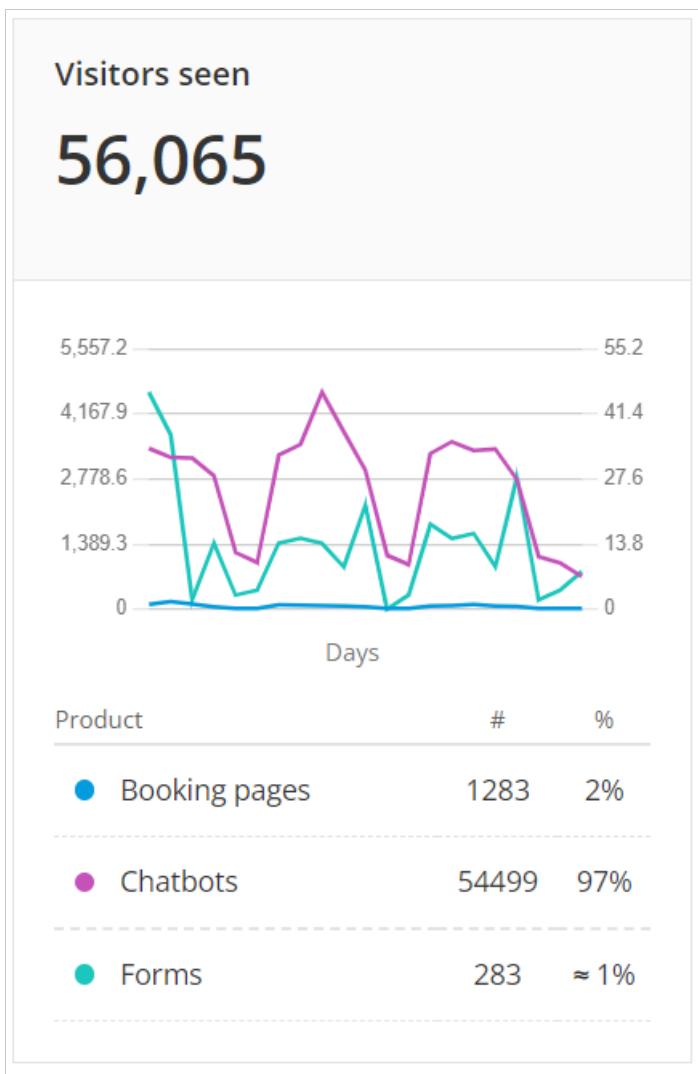 Visitors seen
56,065
5,557.2 55.2
4,167.9 41.4
2,778.6 27.6
1,389.3 13.8
0 0
Days
Product # %
Booking pages 1283 2%
Chatbots 54499 97%
Forms 283 ≈ 1%